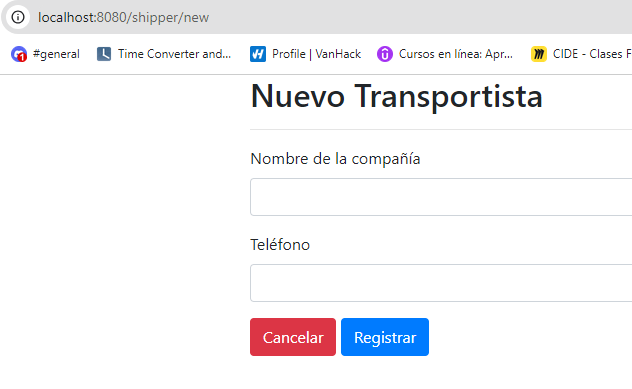 localhost:8080/shipper/new
#general Time Converter and... Profile | VanHack Cursos en línea: Apr... CIDE - Clases F
1
Nuevo Transportista
Nombre de la compañía
Teléfono
Cancelar Registrar